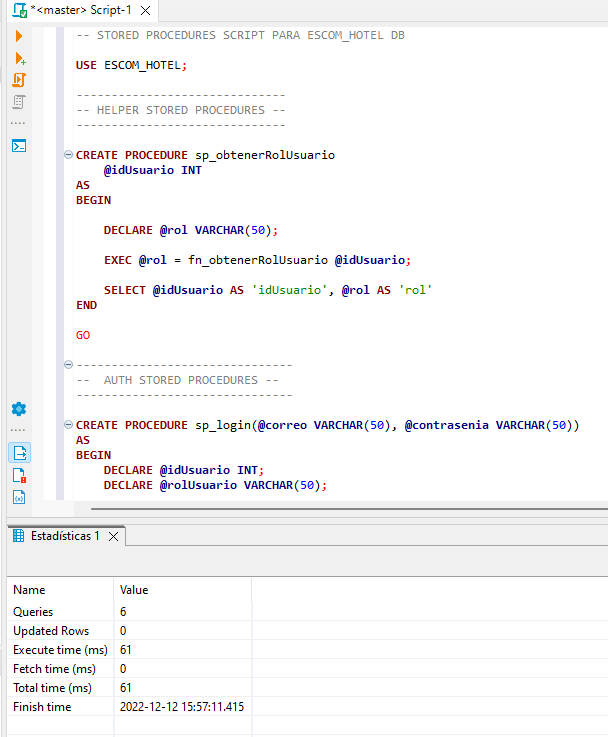 *<master> Script-1
-- STORED PROCEDURES SCRIPT PARA ESCOM_HOTEL DB
USE ESCOM_HOTEL;
------------------------------
-- HELPER STORED PROCEDURES --
------------------------------
CREATE PROCEDURE sp_obtenerRolUsuario
@idUsuario INT
AS
BEGIN
DECLARE @rol VARCHAR(50);
EXEC @rol = fn_obtenerRolUsuario @idUsuario;
SELECT @idUsuario AS 'idUsuario', @rol AS 'rol'
END
GO
-------------------------------
--  AUTH STORED PROCEDURES --
-------------------------------
CREATE PROCEDURE sp_login(@correo VARCHAR(50), @contrasenia VARCHAR(50))
AS
BEGIN
DECLARE @idUsuario INT;
DECLARE @rolUsuario VARCHAR(50);
Estadísticas 1
Name Value
Queries 6
Updated Rows 0
Execute time (ms) 61
Fetch time (ms) 0
Total time (ms) 61
Finish time 2022-12-12 15:57:11.415